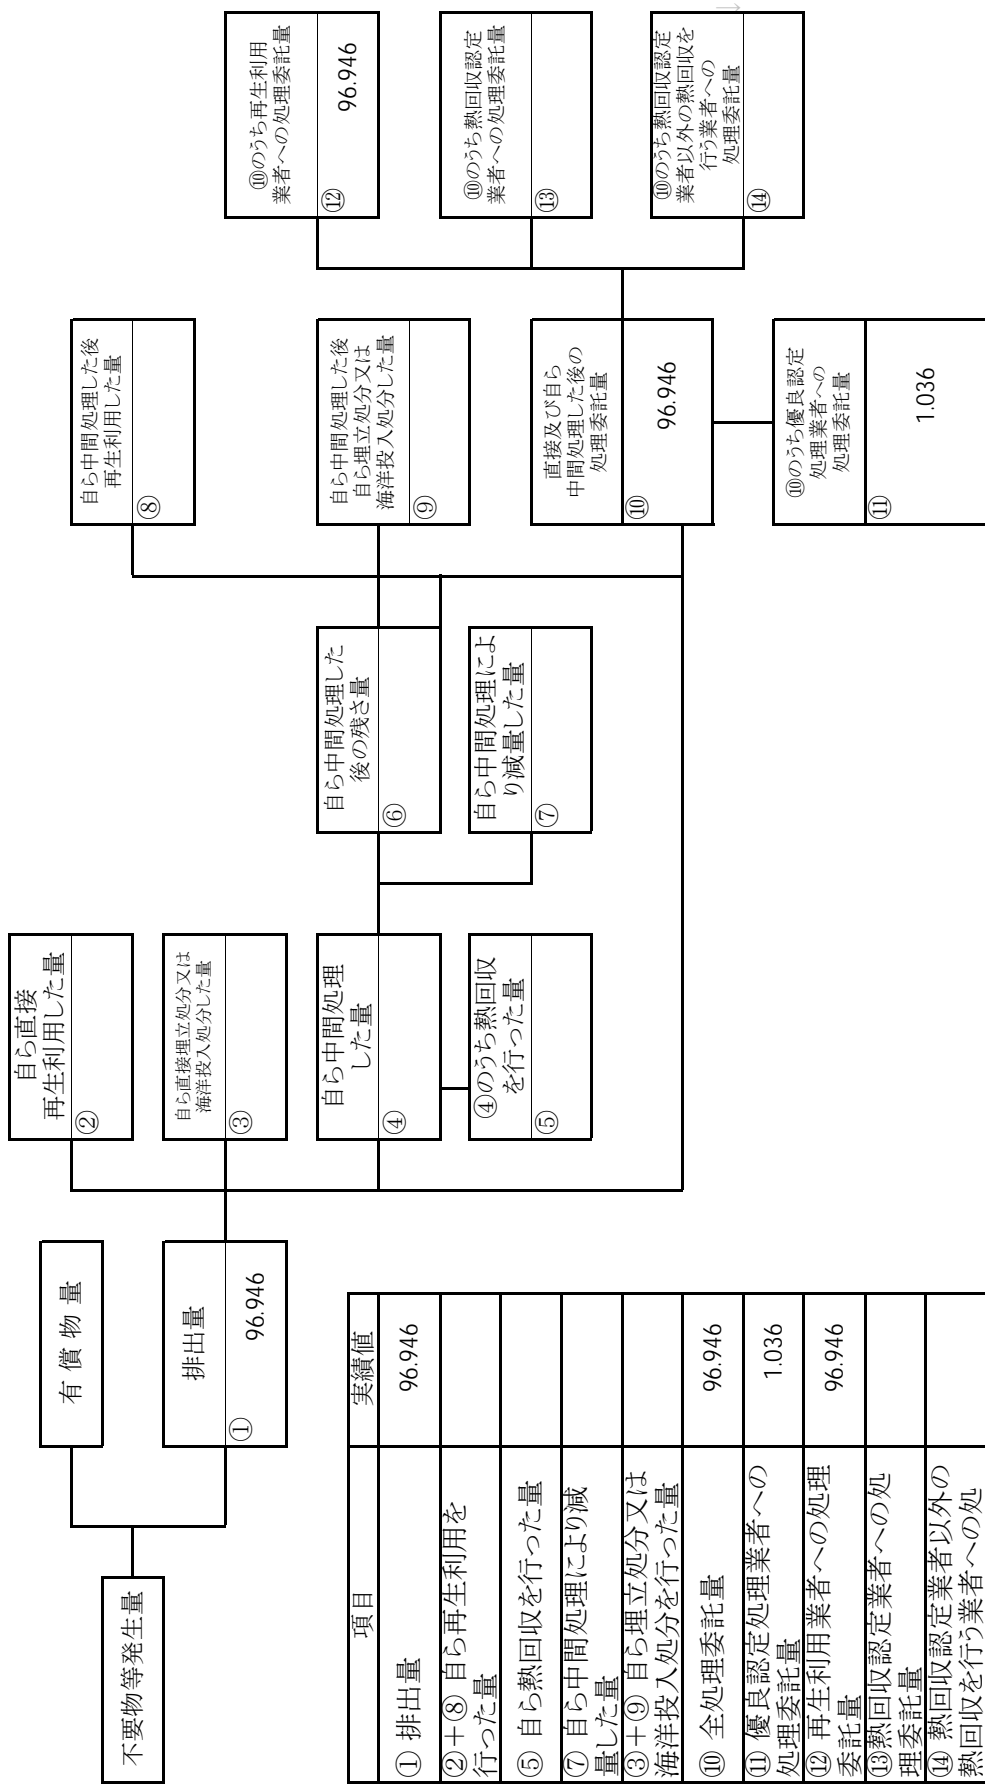 不要物等発生量
有 償 物 量
排出量
①
96.946
自ら直接
再生利用した量
②
自ら直接埋立処分又は
海洋投入処分した量
③
自ら中間処理
した量
④
④のうち熱回収
を行った量
⑤
自ら中間処理した
後の残さ量
⑥
自ら中間処理によ
り減量した量
⑦
自ら中間処理した後
再生利用した量
⑧
自ら中間処理した後
自ら埋立処分又は
海洋投入処分した量
⑨
直接及び自ら
中間処理した後の
処理委託量
⑩
96.946
⑩のうち優良認定
処理業者への
処理委託量
⑪
1.036
⑩のうち再生利用
業者への処理委託量
⑫
96.946
⑩のうち熱回収認定
業者への処理委託量
⑬
⑩のうち熱回収認定
業者以外の熱回収を
行う業者への
処理委託量
⑭
項目 実績値
① 排出量 96.946
②+⑧ 自ら再生利用を
行った量
⑤ 自ら熱回収を行った量
⑦ 自ら中間処理により減
量した量
③+⑨ 自ら埋立処分又は
海洋投入処分を行った量
⑩ 全処理委託量 96.946
⑪ 優良認定処理業者への
処理委託量 1.036
⑫ 再生利用業者への処理
委託量 96.946
⑬熱回収認定業者への処
理委託量
⑭ 熱回収認定業者以外の
熱回収を行う業者への処